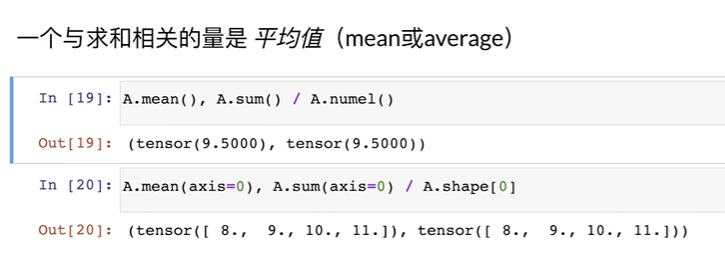 一个与求和相关的量是 平均值（mean或average）
In [19]: A.mean(), A.sum() / A.numel()
Out[19]: (tensor(9.5000), tensor(9.5000))
In [20]: A.mean(axis=0), A.sum(axis=0) / A.shape[0]
Out[20]: (tensor([ 8.,  9., 10., 11.]), tensor([ 8.,  9., 10., 11.]))